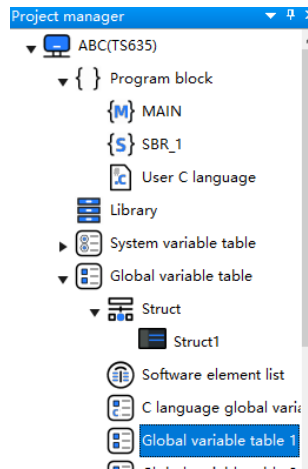 Project manager
ABC(TS635)
{ } Program block
{M} MAIN
{S} SBR_1
.c User C language
Library
System variable table
Global variable table
Struct
Struct1
Software element list
C language global varia
Global variable table 1